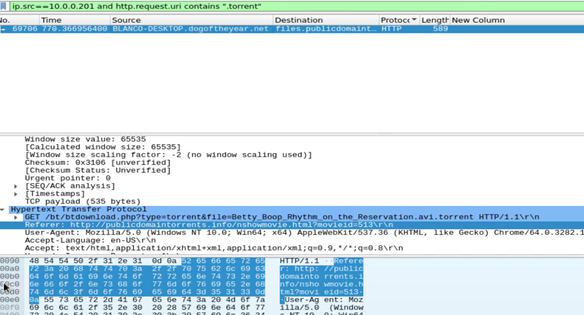 ip.src==10.0.0.201 and http.request.uri contains ".torrent"
No. Time Source Destination Protoc Length New Column
69706 770.366956400 BLANCO-DESKTOP.dogoftheyear.net files.publicdomaint… HTTP 589
Window size value: 65535
[Calculated window size: 65535]
[Window size scaling factor: -2 (no window scaling used)]
Checksum: 0x3106 [unverified]
[Checksum Status: Unverified]
Urgent pointer: 0
[SEQ/ACK analysis]
[Timestamps]
TCP payload (535 bytes)
Hypertext Transfer Protocol
GET /bt/btdownload.php?type=torrent&file=Betty_Boop_Rhythm_on_the_Reservation.avi.torrent HTTP/1.1\r\n
Referer: http://publicdomaintorrents.info/nshowmovie.html?movieid=513\r\n
User-Agent: Mozilla/5.0 (Windows NT 10.0; Win64; x64) AppleWebKit/537.36 (KHTML, like Gecko) Chrome/64.0.3282.1
Accept-Language: en-US\r\n
Accept: text/html,application/xhtml+xml,application/xml;q=0.9,*/*;q=0.8\r\n
0090 48 54 54 50 2f 31 2e 31 0d 0a 52 65 66 65 72 65 HTTP/1.1 ··Refere
00a0 72 3a 20 68 74 74 70 3a 2f 2f 70 75 62 6c 69 63 r: http: //public
00b0 64 6f 6d 61 69 6e 74 6f 72 72 65 6e 74 73 2e 69 domainto rrents.i
6e 66 6f 2f 6e 73 68 6f 77 6d 6f 76 69 65 2e 68 nfo/nsho wmovie.h
74 6d 6c 3f 6d 6f 76 69 65 69 64 3d 35 31 33 0d tml?movi eid=513·
00e0 0a 55 73 65 72 2d 41 67 65 6e 74 3a 20 4d 6f 7a ·User-Ag ent: Moz
00f0 69 6c 6c 61 2f 35 2e 30 20 28 57 69 6e 64 6f 77 illa/5.0 (Window